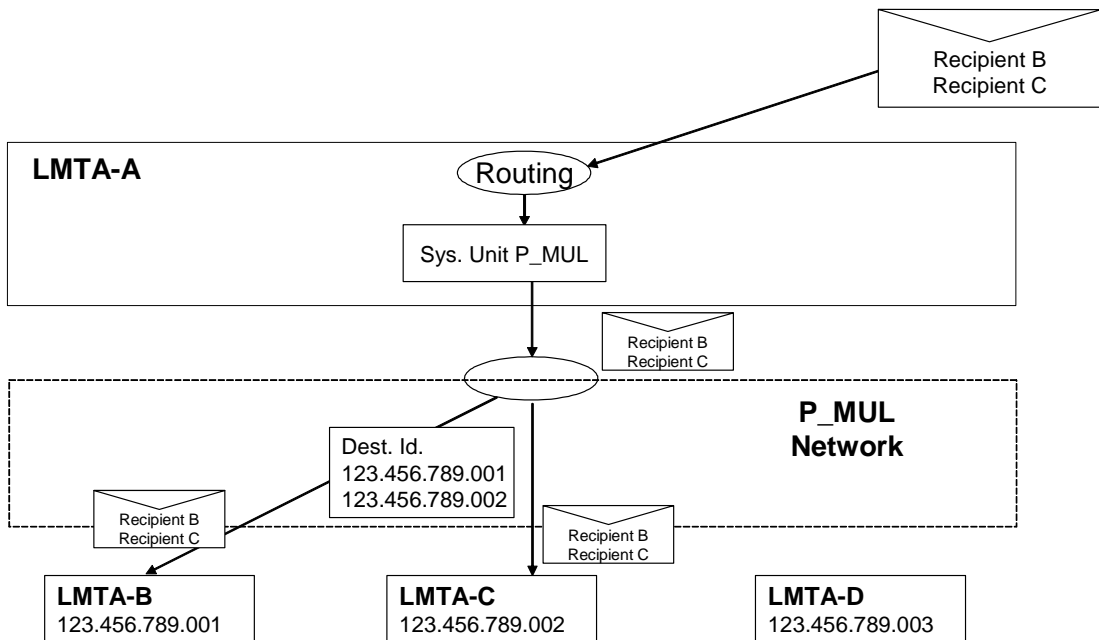 Recipient B
Recipient C
LMTA-A
Routing
Sys. Unit P_MUL
Recipient B
Recipient C
P_MUL
Network
Dest. Id.
123.456.789.001
123.456.789.002
Recipient B
Recipient C
Recipient B
Recipient C
LMTA-B
123.456.789.001
LMTA-C
123.456.789.002
LMTA-D
123.456.789.003